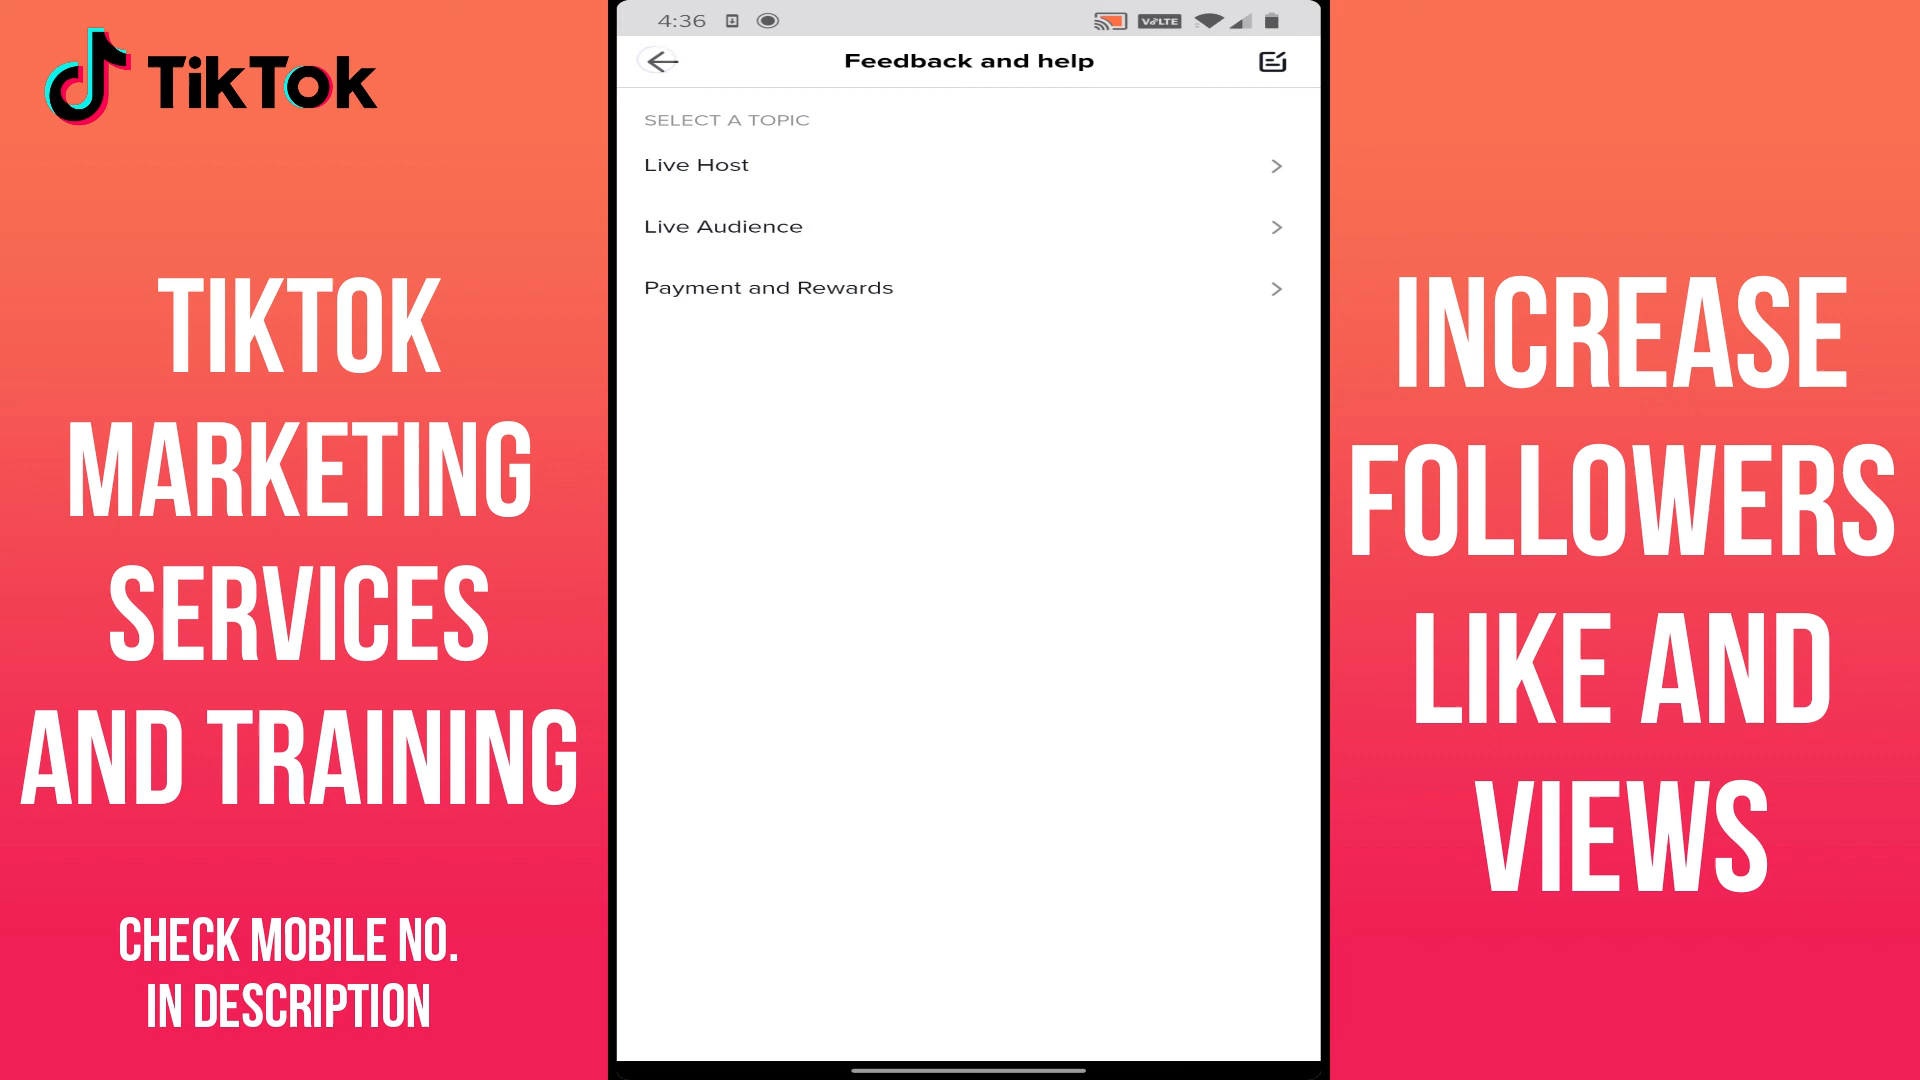 TikTok
TIKTOK
MARKETING
SERVICES
AND TRAINING
CHECK MOBILE NO.
IN DESCRIPTION
4:36
VoLTE
Feedback and help
SELECT A TOPIC
Live Host
Live Audience
Payment and Rewards
INCREASE
FOLLOWERS
LIKE AND
VIEWS